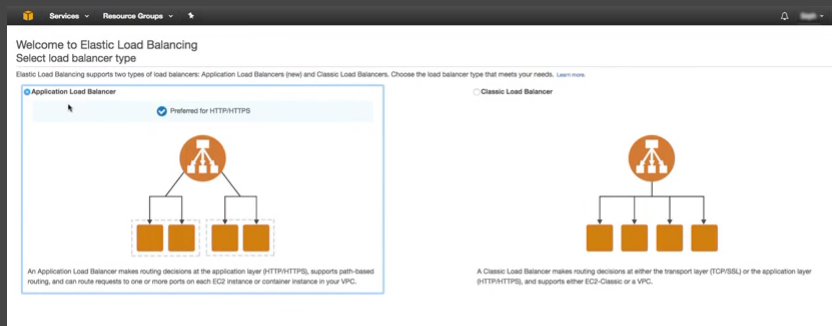 Services
Resource Groups
Welcome to Elastic Load Balancing
Select load balancer type
Elastic Load Balancing supports two types of load balancers: Application Load Balancers (new) and Classic Load Balancers. Choose the load balancer type that meets your needs. Learn more.
Application Load Balancer
Preferred for HTTP/HTTPS
An Application Load Balancer makes routing decisions at the application layer (HTTP/HTTPS), supports path-based
routing, and can route requests to one or more ports on each EC2 instance or container instance in your VPC.
Classic Load Balancer
A Classic Load Balancer makes routing decisions at either the transport layer (TCP/SSL) or the application layer
(HTTP/HTTPS), and supports either EC2-Classic or a VPC.